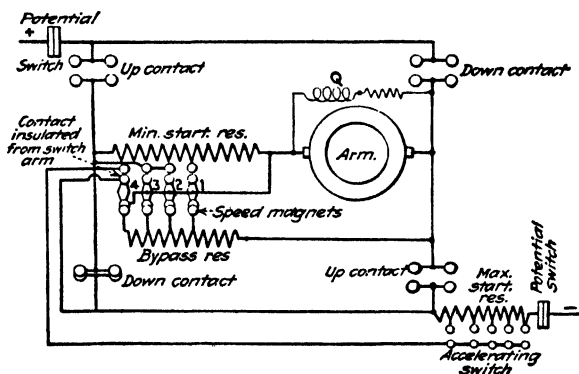 Potential
+
Switch
Up contact
Down contact
Q
Contact
insulated
from switch
arm
Min. start. res.
Arm.
4 3 2 1
Speed magnets
Bypass res
Down contact
Up contact
Max.
start.
res.
Potential
switch
−
Accelerating
switch